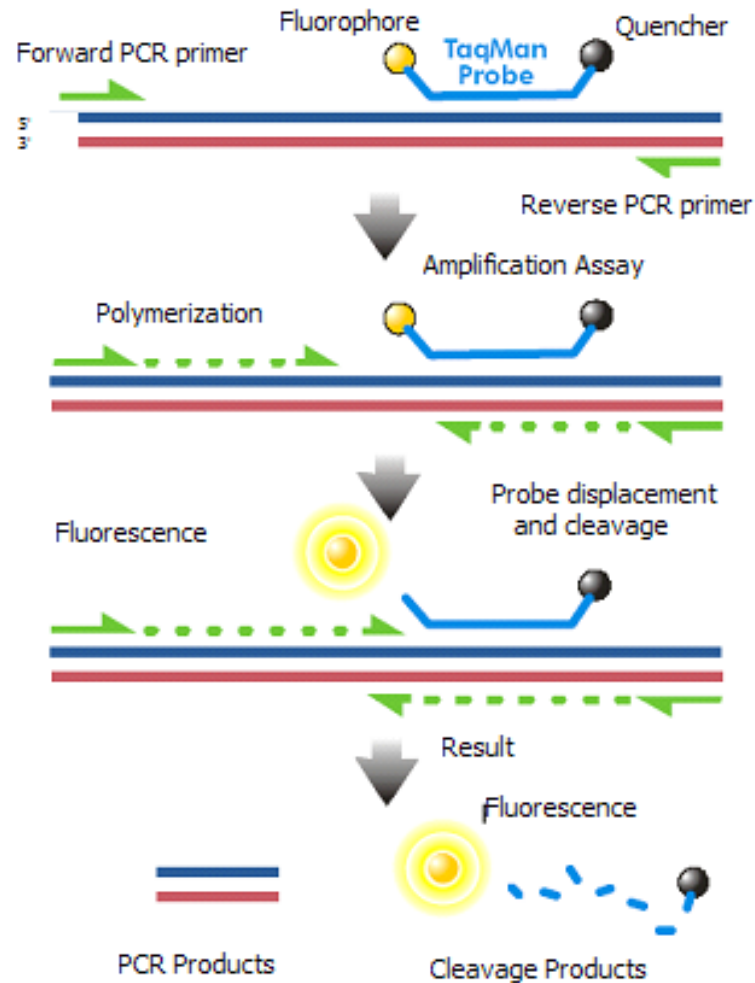 Fluorophore
Quencher
Forward PCR primer
TaqMan
Probe
5'
3'
Reverse PCR primer
Amplification Assay
Polymerization
Probe displacement
and cleavage
Fluorescence
Result
Fluorescence
PCR Products
Cleavage Products